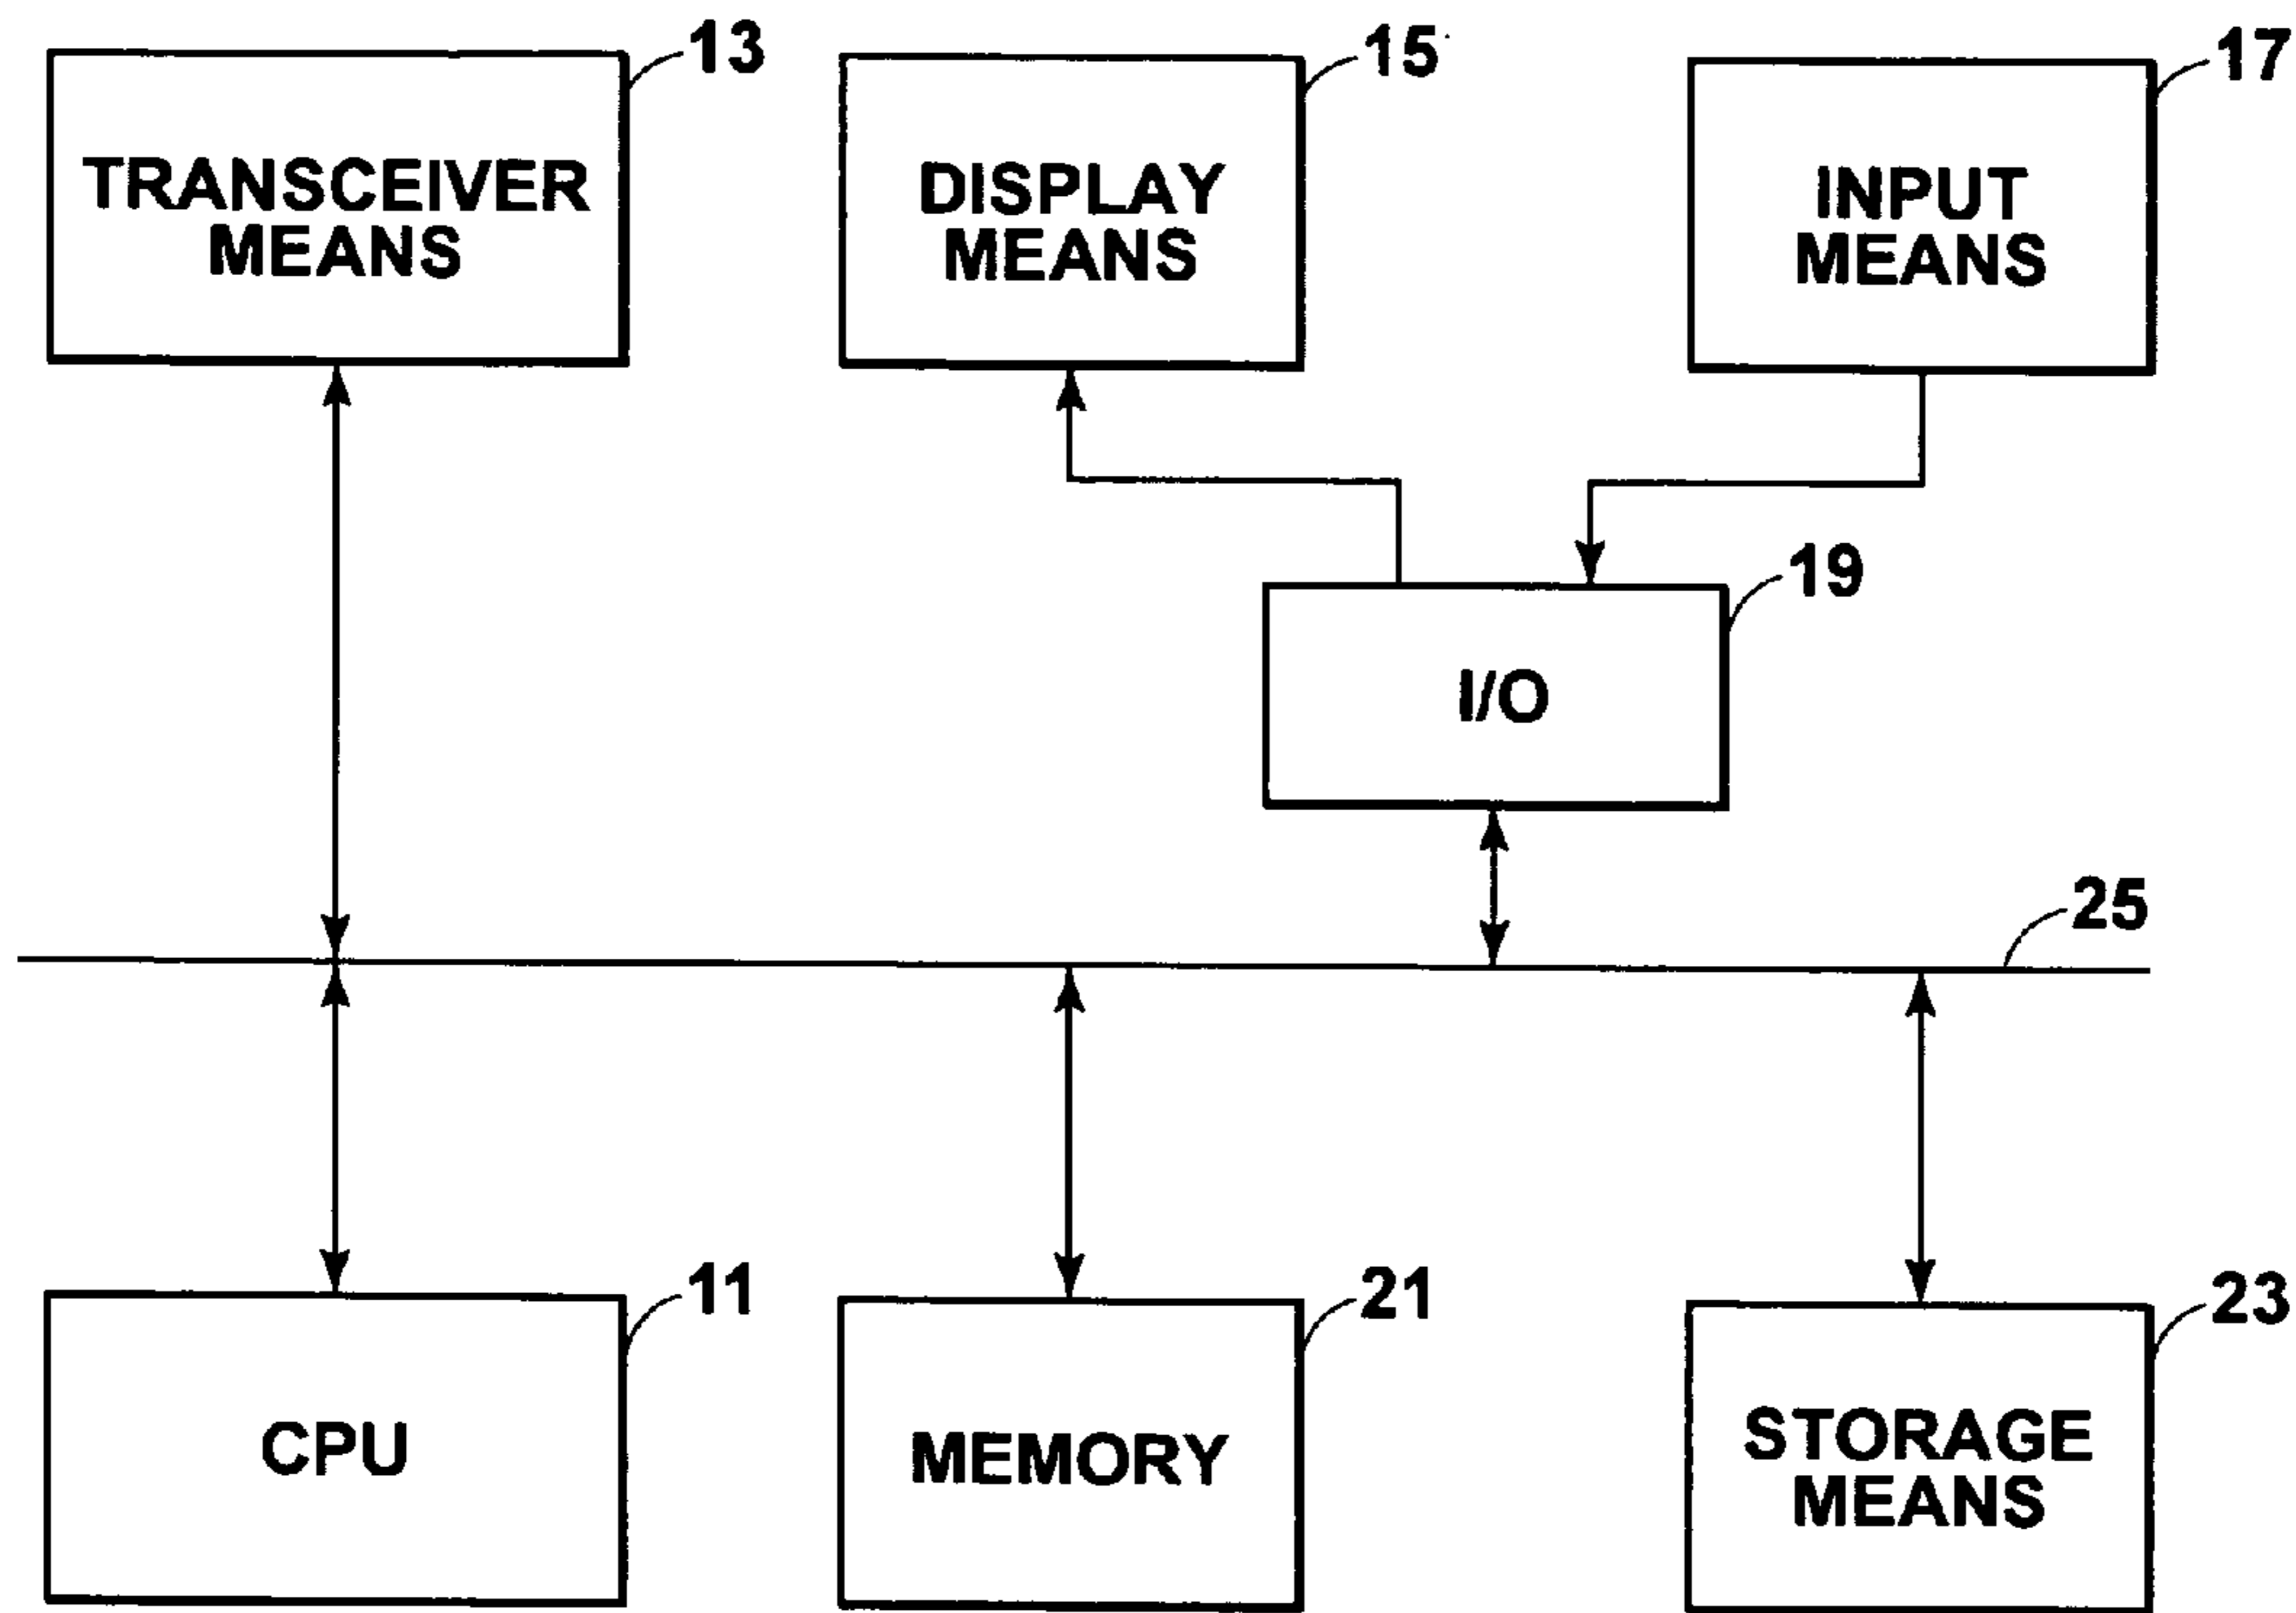 13
TRANSCEIVER
MEANS
15
DISPLAY
MEANS
17
INPUT
MEANS
19
I/O
25
11
CPU
21
MEMORY
23
STORAGE
MEANS